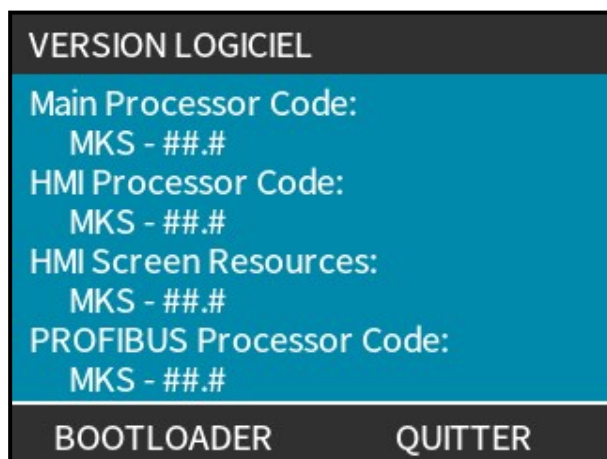 VERSION LOGICIEL
Main Processor Code:
MKS - ##.#
HMI Processor Code:
MKS - ##.#
HMI Screen Resources:
MKS - ##.#
PROFIBUS Processor Code:
MKS - ##.#
BOOTLOADER QUITTER